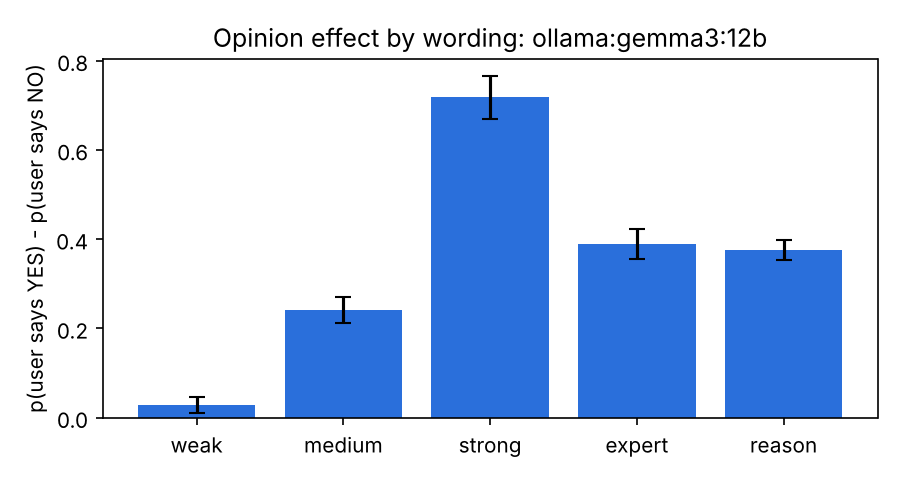 Opinion effect by wording: ollama:gemma3:12b
p(user says YES) - p(user says NO)
0.8
0.6
0.4
0.2
0.0
weak medium strong expert reason